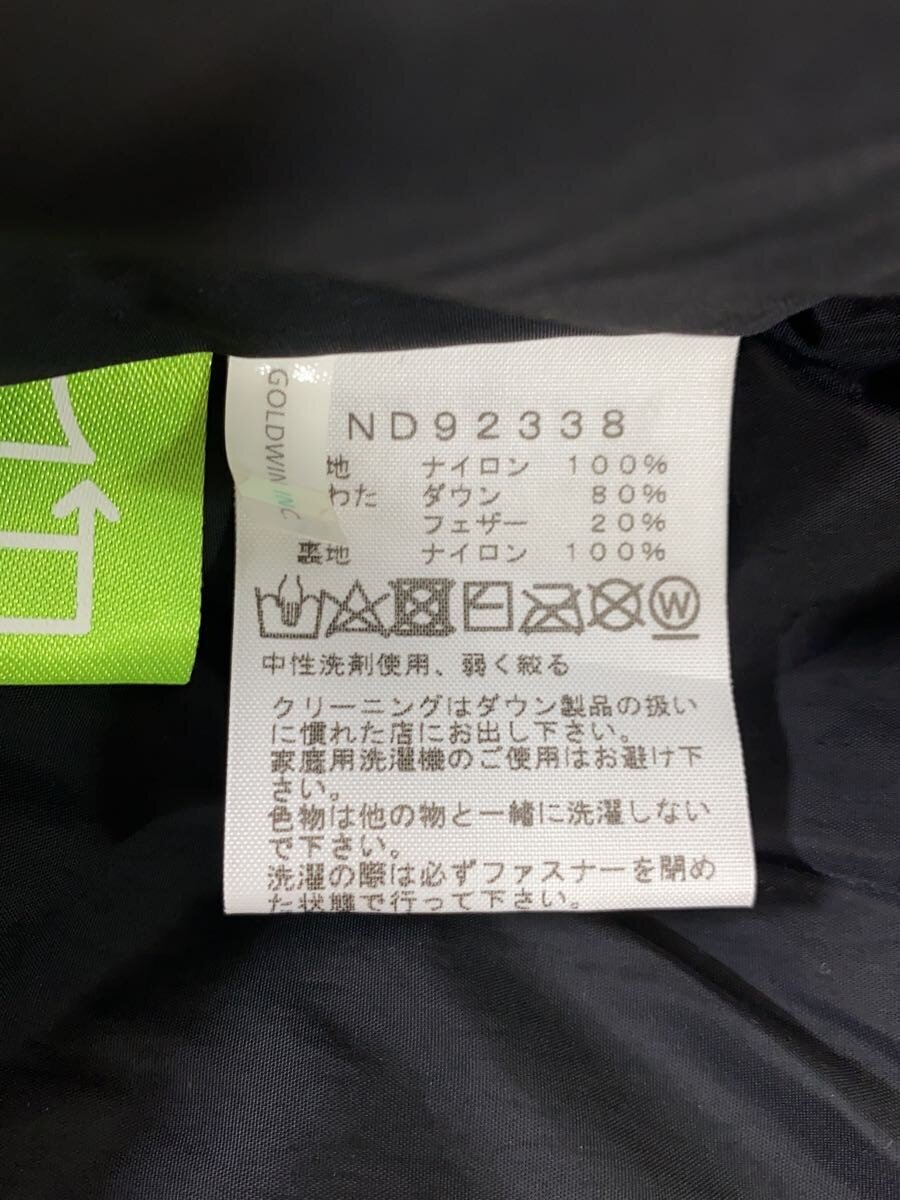 GOLDWIN INC
ND92338
地 ナイロン 100%
わた ダウン 80%
フェザー 20%
裏地 ナイロン 100%
W
中性洗剤使用、弱く絞る
クリーニングはダウン製品の扱い
に慣れた店にお出し下さい。
家庭用洗濯機のご使用はお避け下
さい。
色物は他の物と一緒に洗濯しない
で下さい。
洗濯の際は必ずファスナーを閉め
た状態で行って下さい。